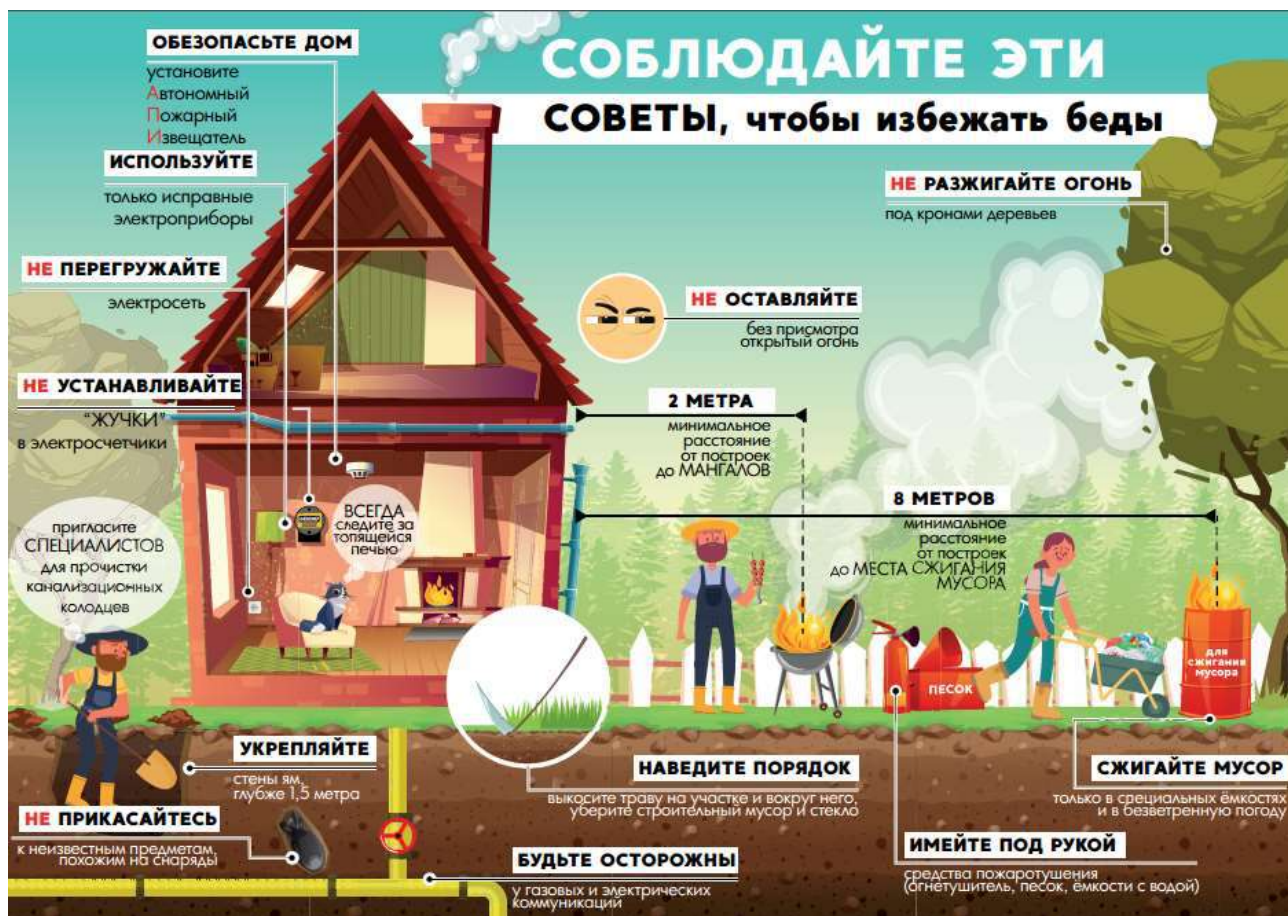 СОБЛЮДАЙТЕ ЭТИ
СОВЕТЫ, чтобы избежать беды
ОБЕЗОПАСЬТЕ ДОМ
установите
Автономный
Пожарный
Извещатель
ИСПОЛЬЗУЙТЕ
только исправные
электроприборы
НЕ ПЕРЕГРУЖАЙТЕ
электросеть
НЕ УСТАНАВЛИВАЙТЕ
"ЖУЧКИ"
в электросчетчики
пригласите
СПЕЦИАЛИСТОВ
для прочистки
канализационных
колодцев
ВСЕГДА
следите за
топящейся
печью
НЕ РАЗЖИГАЙТЕ ОГОНЬ
под кронами деревьев
НЕ ОСТАВЛЯЙТЕ
без присмотра
открытый огонь
2 МЕТРА
минимальное
расстояние
от построек
до МАНГАЛОВ
8 МЕТРОВ
минимальное
расстояние
от построек
до МЕСТА СЖИГАНИЯ
МУСОРА
ПЕСОК
для
сжигания
мусора
УКРЕПЛЯЙТЕ
стены ям,
глубже 1,5 метра
НЕ ПРИКАСАЙТЕСЬ
к неизвестным предметам,
похожим на снаряды
НАВЕДИТЕ ПОРЯДОК
выкосите траву на участке и вокруг него,
уберите строительный мусор и стекло
СЖИГАЙТЕ МУСОР
только в специальных ёмкостях
и в безветренную погоду
БУДЬТЕ ОСТОРОЖНЫ
у газовых и электрических
коммуникаций
ИМЕЙТЕ ПОД РУКОЙ
средства пожаротушения
(огнетушитель, песок, ёмкости с водой)